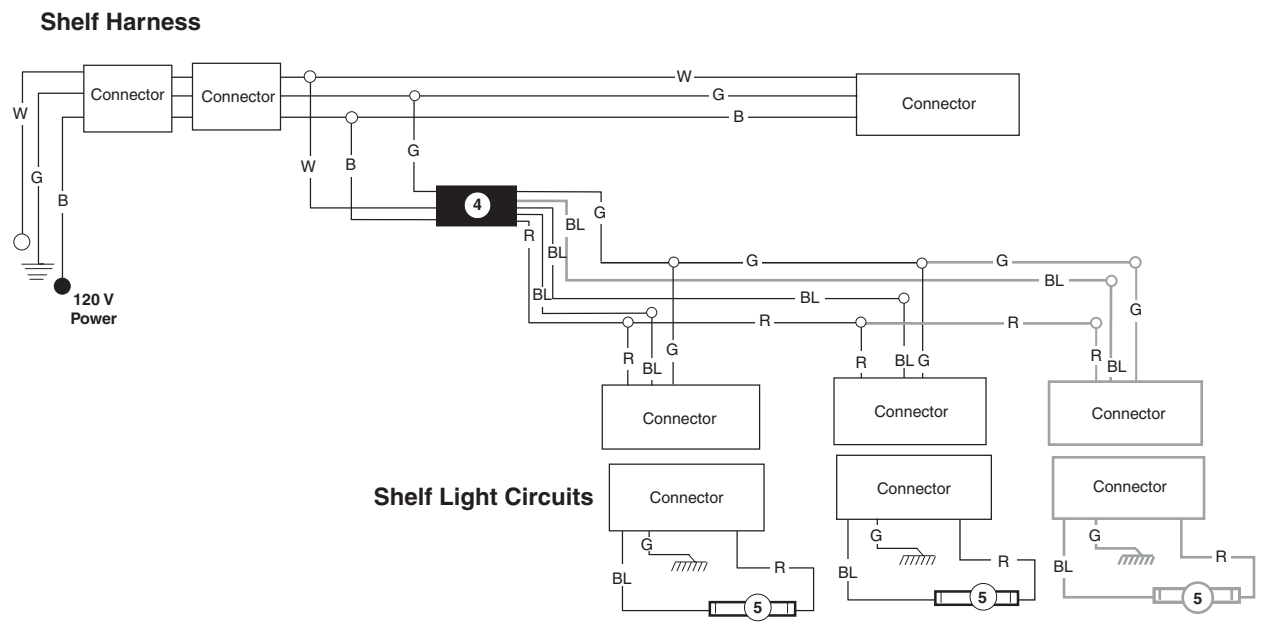 Shelf Harness
Connector
Connector
W
G
B
Connector
W
G
B
W
B
G
4
G
BL
R
BL
BL
G
G
BL
BL
R
R
G
120 V
Power
R
BL
G
R
BL
G
R
BL
Connector
Connector
Connector
Shelf Light Circuits
Connector
Connector
Connector
G
BL
R
5
G
BL
R
5
G
BL
R
5